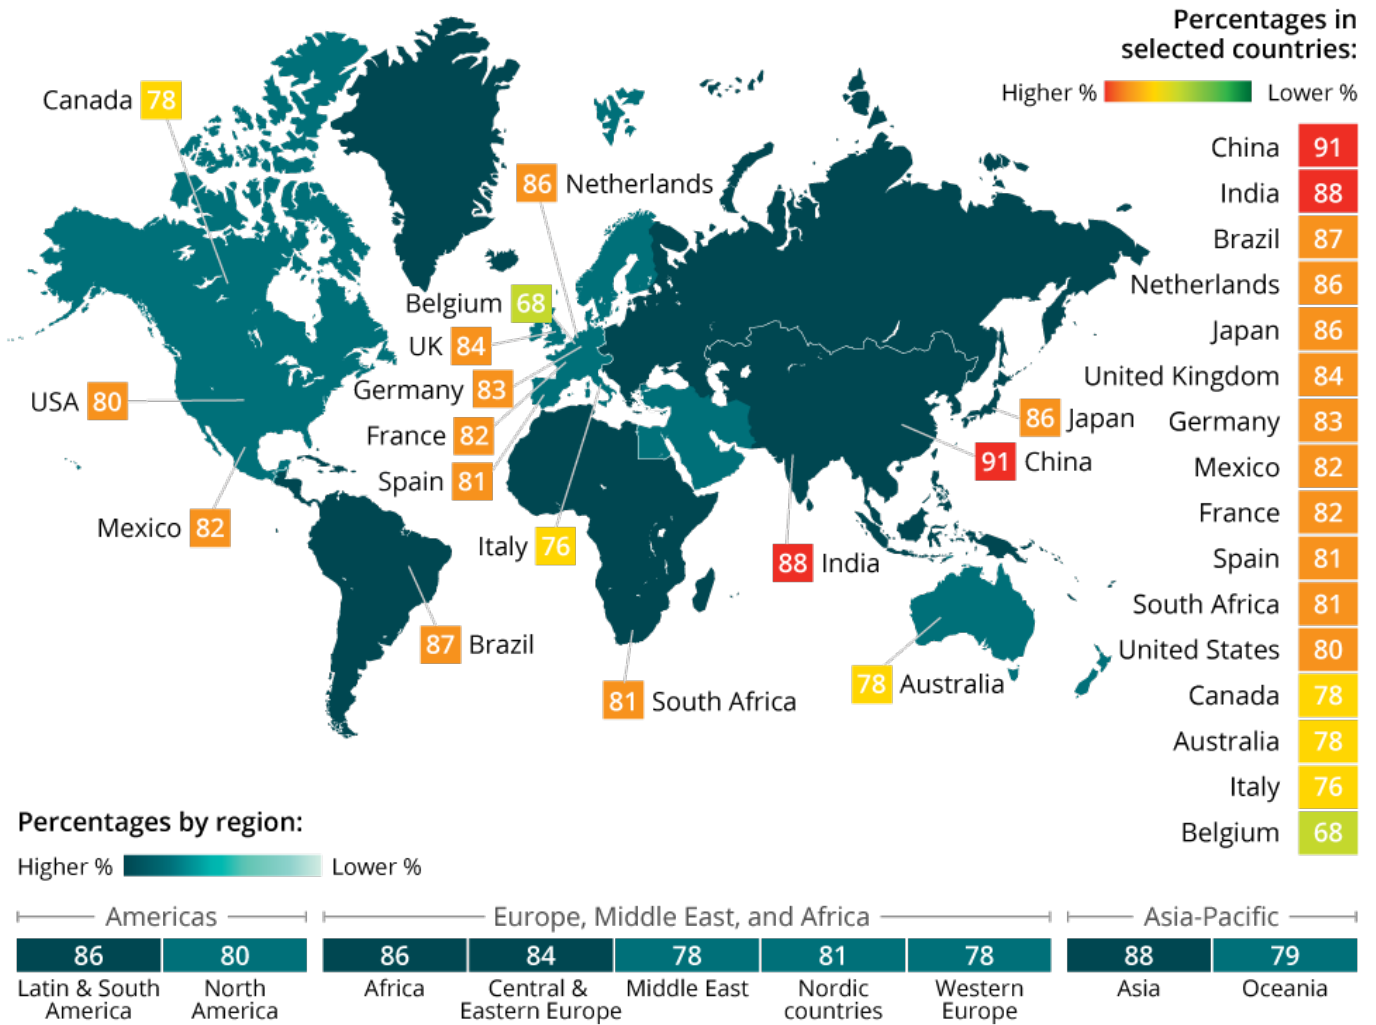 Percentages in
selected countries:
Higher %
Lower %
Canada 78
Netherlands 86
Belgium 68
UK 84
Germany 83
France 82
Spain 81
USA 80
Mexico 82
Italy 76
Brazil 87
South Africa 81
86 Japan
91 China
88 India
78 Australia
China 91
India 88
Brazil 87
Netherlands 86
Japan 86
United Kingdom 84
Germany 83
Mexico 82
France 82
Spain 81
South Africa 81
United States 80
Canada 78
Australia 78
Italy 76
Belgium 68
Percentages by region:
Higher %
Lower %
Americas
Europe, Middle East, and Africa
Asia-Pacific
86
80
86
84
78
81
78
88
79
Latin & South
America
North
America
Africa
Central &
Eastern Europe
Middle East
Nordic
countries
Western
Europe
Asia
Oceania